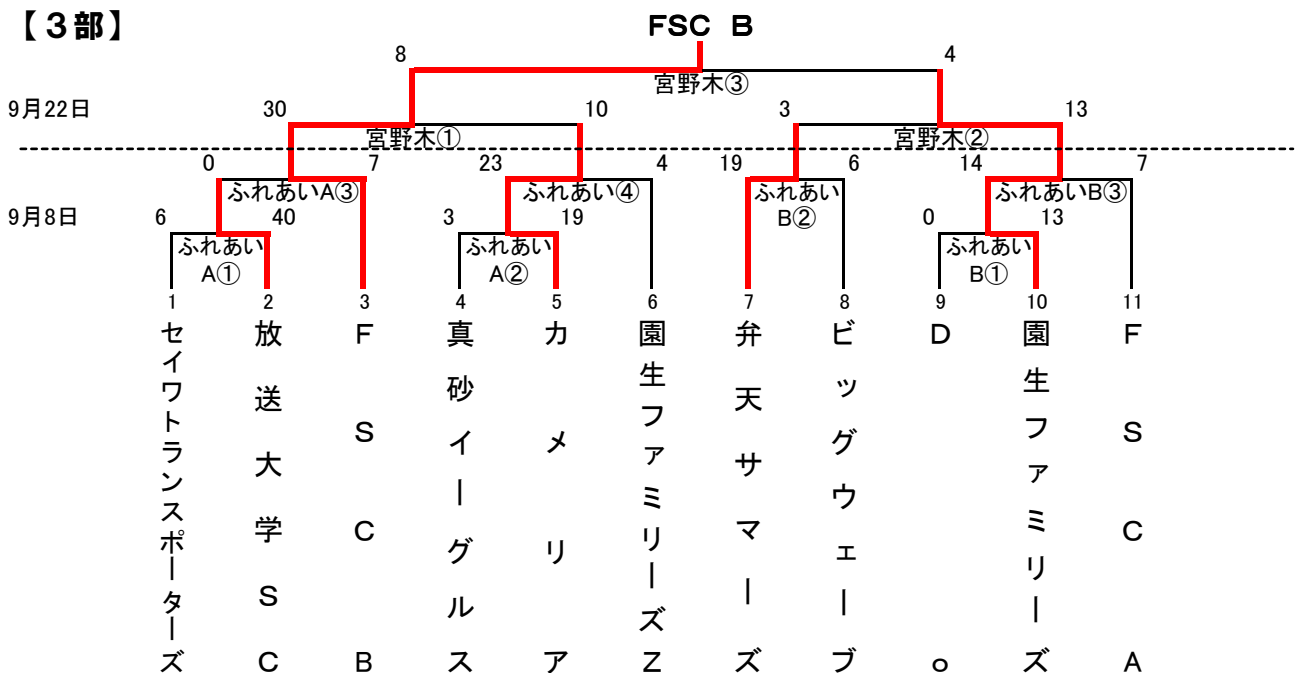 【３部】
FSC B
8
4
宮野木③
9月22日
30
10
3
13
宮野木①
宮野木②
0
7
23
4
19
6
14
7
ふれあいA③
ふれあい④
ふれあい
B②
ふれあいB③
9月8日
6
40
3
19
0
13
ふれあい
A①
ふれあい
A②
ふれあい
B①
1
2
3
4
5
6
7
8
9
10
11
セイワトランスポーターズ
放送大学ＳＣ
ＦＳＣＢ
真砂イーグルス
カメリア
園生ファミリーズＺ
弁天サマーズ
ビッグウェーブ
Ｄｏ
園生ファミリーズ
ＦＳＣＡ